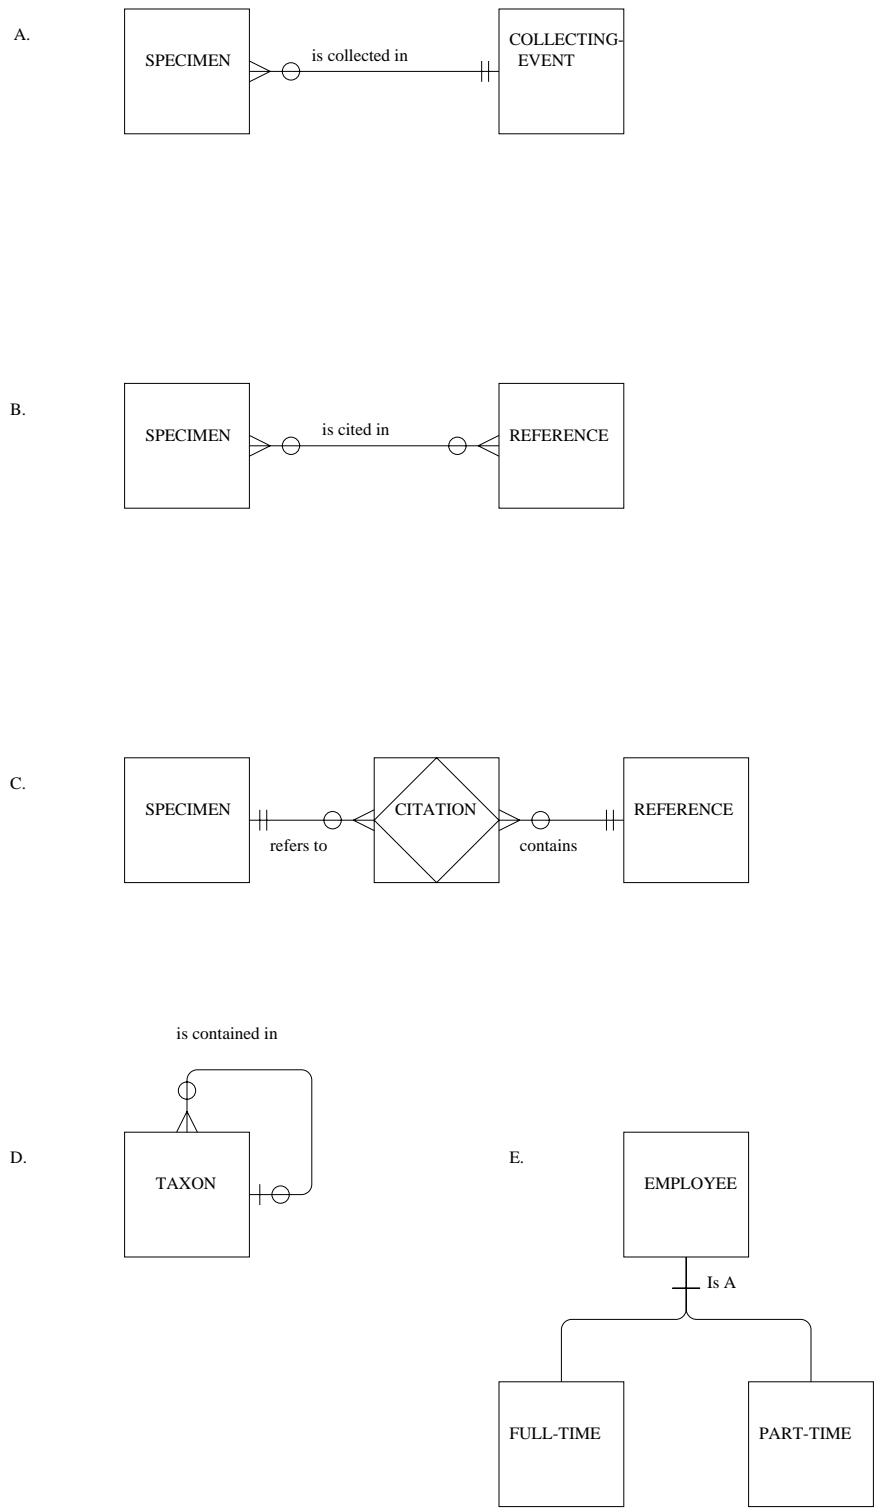 A.
SPECIMEN
is collected in
COLLECTING-
EVENT
B.
SPECIMEN
is cited in
REFERENCE
C.
SPECIMEN
refers to
CITATION
contains
REFERENCE
is contained in
D.
TAXON
E.
EMPLOYEE
Is A
FULL-TIME
PART-TIME